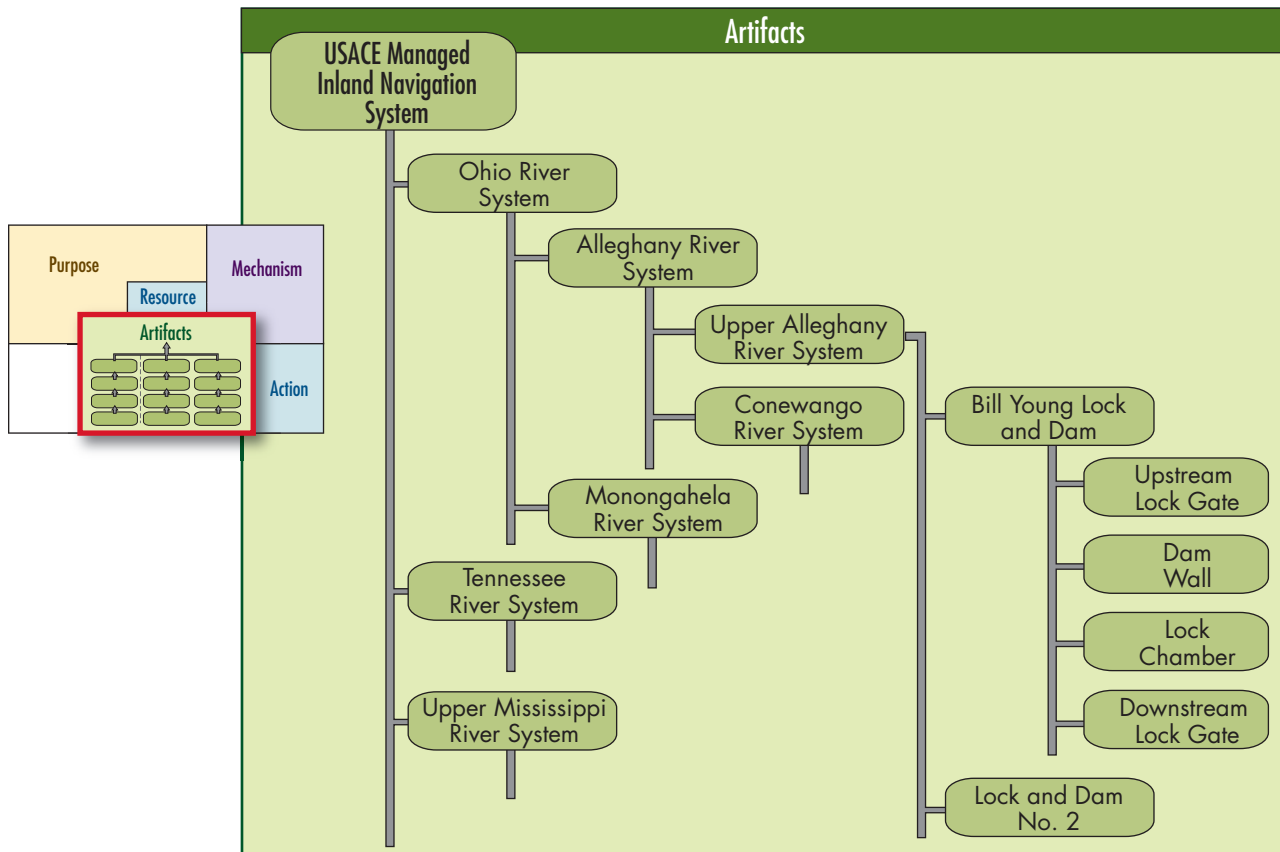 Artifacts
USACE Managed
Inland Navigation
System
Ohio River
System
Alleghany River
System
Upper Alleghany
River System
Conewango
River System
Monongahela
River System
Tennessee
River System
Upper Mississippi
River System
Bill Young Lock
and Dam
Upstream
Lock Gate
Dam
Wall
Lock
Chamber
Downstream
Lock Gate
Lock and Dam
No. 2
Purpose
Mechanism
Resource
Artifacts
Action